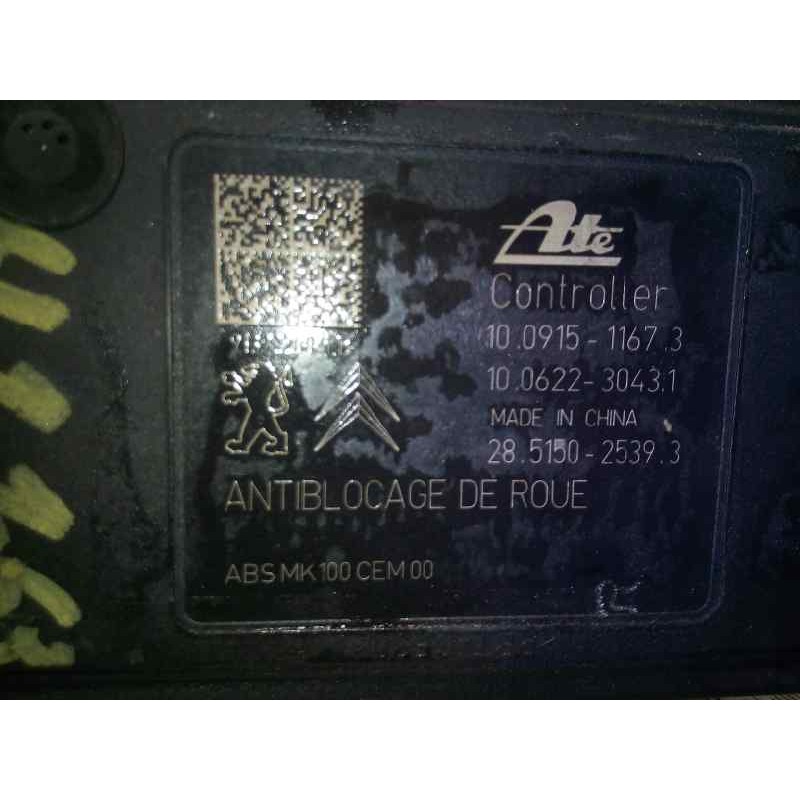 Ate
Controller
10.0915-1167.3
10.0622-3043.1
MADE IN CHINA
28.5150-2539.3
ANTIBLOCAGE DE ROUE
ABS MK100 CEM 00